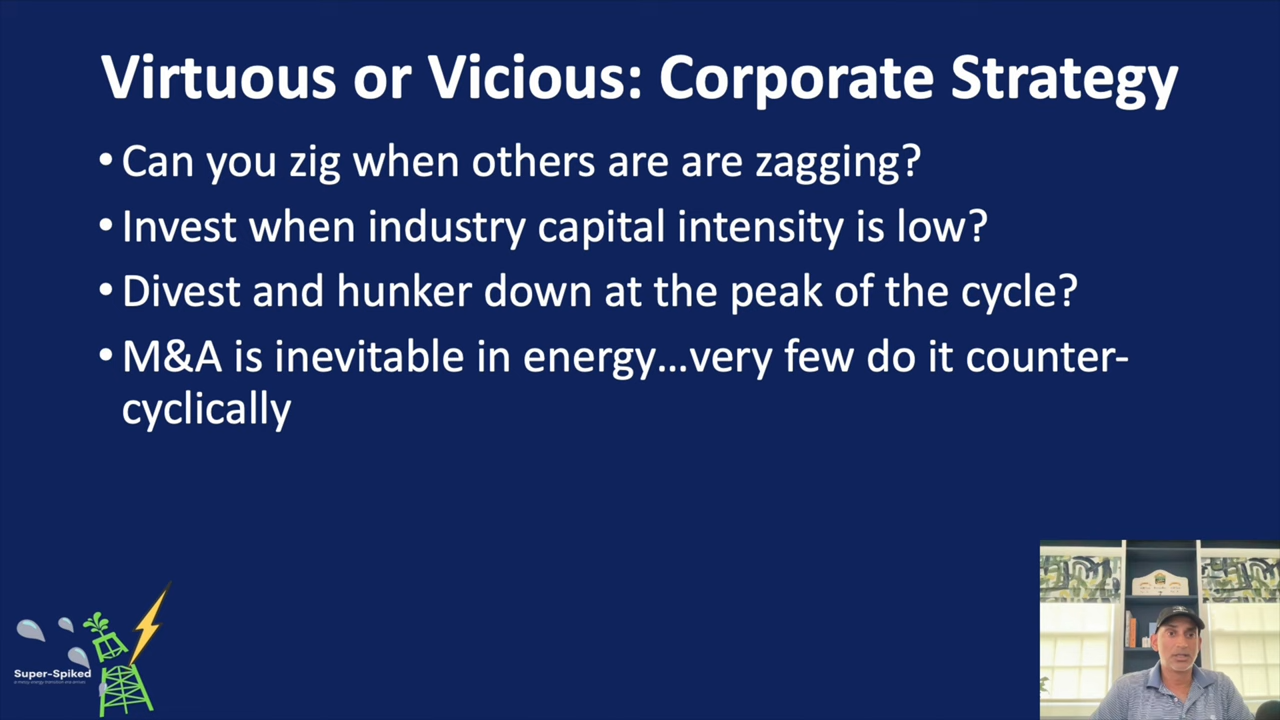 Virtuous or Vicious: Corporate Strategy
• Can you zig when others are are zagging?
• Invest when industry capital intensity is low?
• Divest and hunker down at the peak of the cycle?
• M&A is inevitable in energy…very few do it counter-
cyclically
Super-Spiked